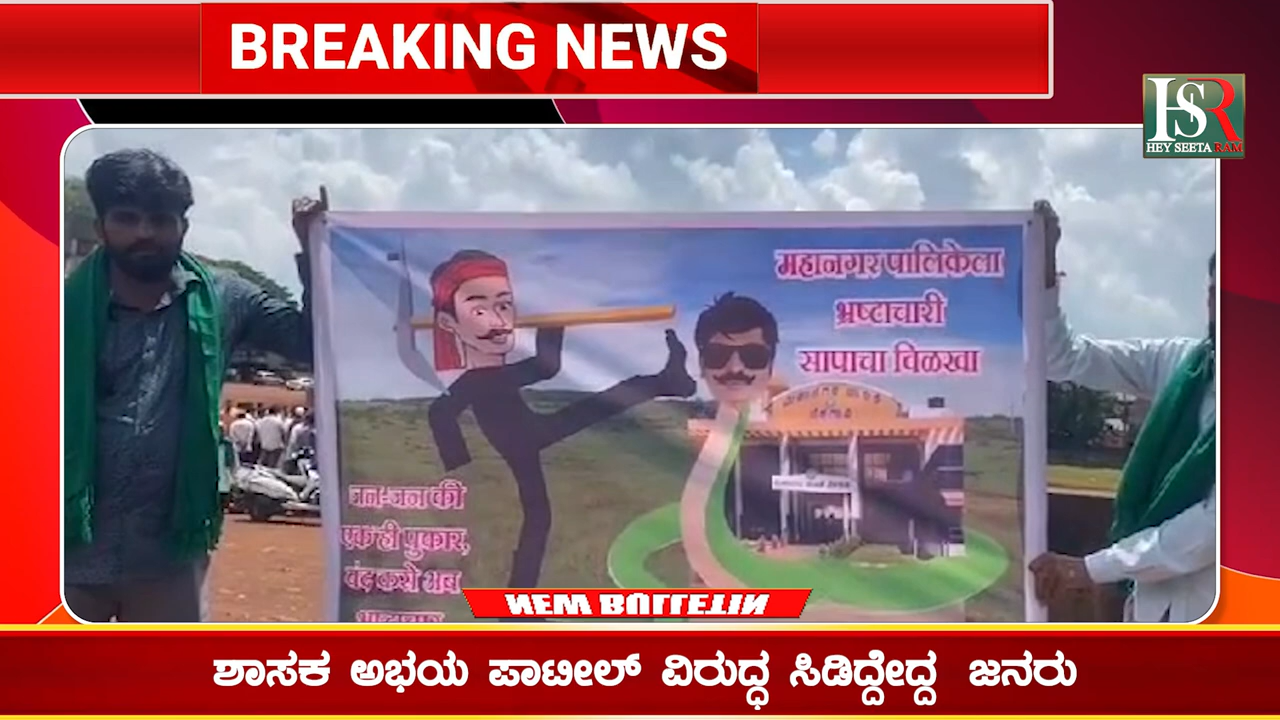 BREAKING NEWS
HSR
HEY SEETA RAM
महानगर पालिकेला
भ्रष्टाचारी
सापाचा विळखा
जन-जन की
एक ही पुकार,
बंद करो अब
भ्रष्टाचार
NEW BULLETIN
ಶಾಸಕ ಅಭಯ ಪಾಟೀಲ್ ವಿರುದ್ಧ ಸಿಡಿದ್ದೇದ್ದ ಜನರು